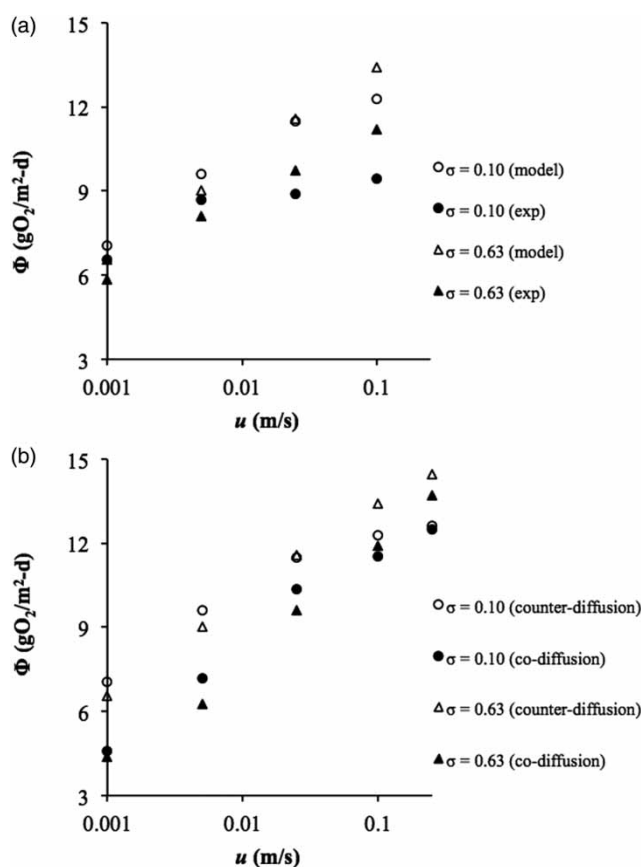 (a)
15
12
9
6
3
Φ (gO₂/m²-d)
0.001
0.01
0.1
u (m/s)
σ = 0.10 (model)
σ = 0.10 (exp)
σ = 0.63 (model)
σ = 0.63 (exp)
(b)
15
12
9
6
3
Φ (gO₂/m²-d)
0.001
0.01
0.1
u (m/s)
σ = 0.10 (counter-diffusion)
σ = 0.10 (co-diffusion)
σ = 0.63 (counter-diffusion)
σ = 0.63 (co-diffusion)